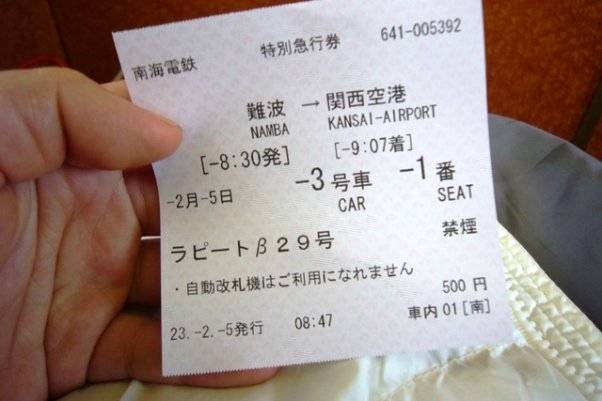 南海電鉄 特別急行券 641-005392
難波 → 関西空港
NAMBA KANSAI-AIRPORT
[-8:30発] [-9:07着]
-2月-5日 -3号車 -1番
CAR SEAT
ラピートβ29号 禁煙
・自動改札機はご利用になれません
500円
23.-2.-5発行 08:47 車内01[南]